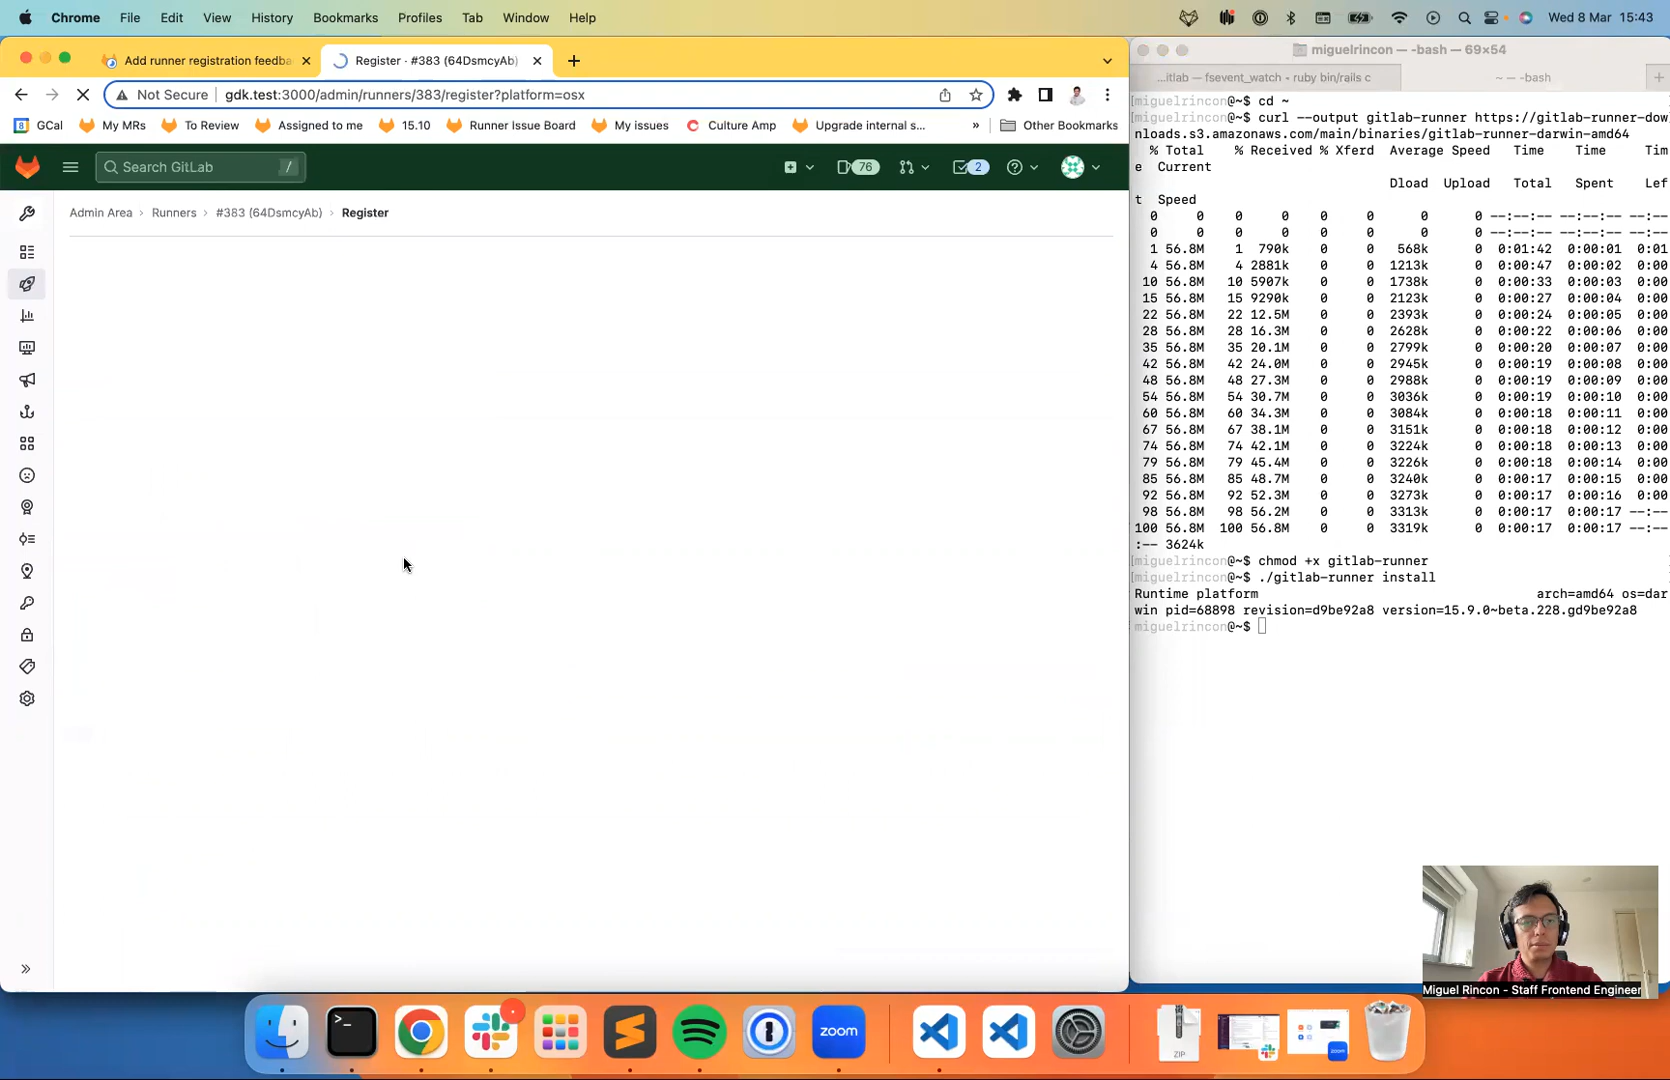 Chrome File Edit View History Bookmarks Profiles Tab Window Help Wed 8 Mar 15:43
Add runner registration feedba
Register · #383 (64DsmcyAb)
Not Secure gdk.test:3000/admin/runners/383/register?platform=osx
GCal My MRs To Review Assigned to me 15.10 Runner Issue Board My issues Culture Amp Upgrade internal s... » Other Bookmarks
Search GitLab / 76 2
Admin Area › Runners › #383 (64DsmcyAb) › Register
miguelrincon — -bash — 69×54
...itlab — fsevent_watch ◂ ruby bin/rails c
~ — -bash
[miguelrincon@~$ cd ~
[miguelrincon@~$ curl --output gitlab-runner https://gitlab-runner-dow
nloads.s3.amazonaws.com/main/binaries/gitlab-runner-darwin-amd64
% Total % Received % Xferd Average Speed Time Time Tim
e Current
Dload Upload Total Spent Lef
t Speed
0 0 0 0 0 0 0 0 --:--:-- --:--:-- --:--
0 0 0 0 0 0 0 0 --:--:-- --:--:-- --:--
1 56.8M 1 790k 0 0 568k 0 0:01:42 0:00:01 0:01
4 56.8M 4 2881k 0 0 1213k 0 0:00:47 0:00:02 0:00
10 56.8M 10 5907k 0 0 1738k 0 0:00:33 0:00:03 0:00
15 56.8M 15 9290k 0 0 2123k 0 0:00:27 0:00:04 0:00
22 56.8M 22 12.5M 0 0 2393k 0 0:00:24 0:00:05 0:00
28 56.8M 28 16.3M 0 0 2628k 0 0:00:22 0:00:06 0:00
35 56.8M 35 20.1M 0 0 2799k 0 0:00:20 0:00:07 0:00
42 56.8M 42 24.0M 0 0 2945k 0 0:00:19 0:00:08 0:00
48 56.8M 48 27.3M 0 0 2988k 0 0:00:19 0:00:09 0:00
54 56.8M 54 30.7M 0 0 3036k 0 0:00:19 0:00:10 0:00
60 56.8M 60 34.3M 0 0 3084k 0 0:00:18 0:00:11 0:00
67 56.8M 67 38.1M 0 0 3151k 0 0:00:18 0:00:12 0:00
74 56.8M 74 42.1M 0 0 3224k 0 0:00:18 0:00:13 0:00
79 56.8M 79 45.4M 0 0 3226k 0 0:00:18 0:00:14 0:00
85 56.8M 85 48.7M 0 0 3240k 0 0:00:17 0:00:15 0:00
92 56.8M 92 52.3M 0 0 3273k 0 0:00:17 0:00:16 0:00
98 56.8M 98 56.2M 0 0 3313k 0 0:00:17 0:00:17 --:--
100 56.8M 100 56.8M 0 0 3319k 0 0:00:17 0:00:17 --:--
:-- 3624k
[miguelrincon@~$ chmod +x gitlab-runner
[miguelrincon@~$ ./gitlab-runner install
Runtime platform arch=amd64 os=dar
win pid=68898 revision=d9be92a8 version=15.9.0~beta.228.gd9be92a8
miguelrincon@~$
Miguel Rincon - Staff Frontend Engineer
>_
zoom
ZIP
zoom